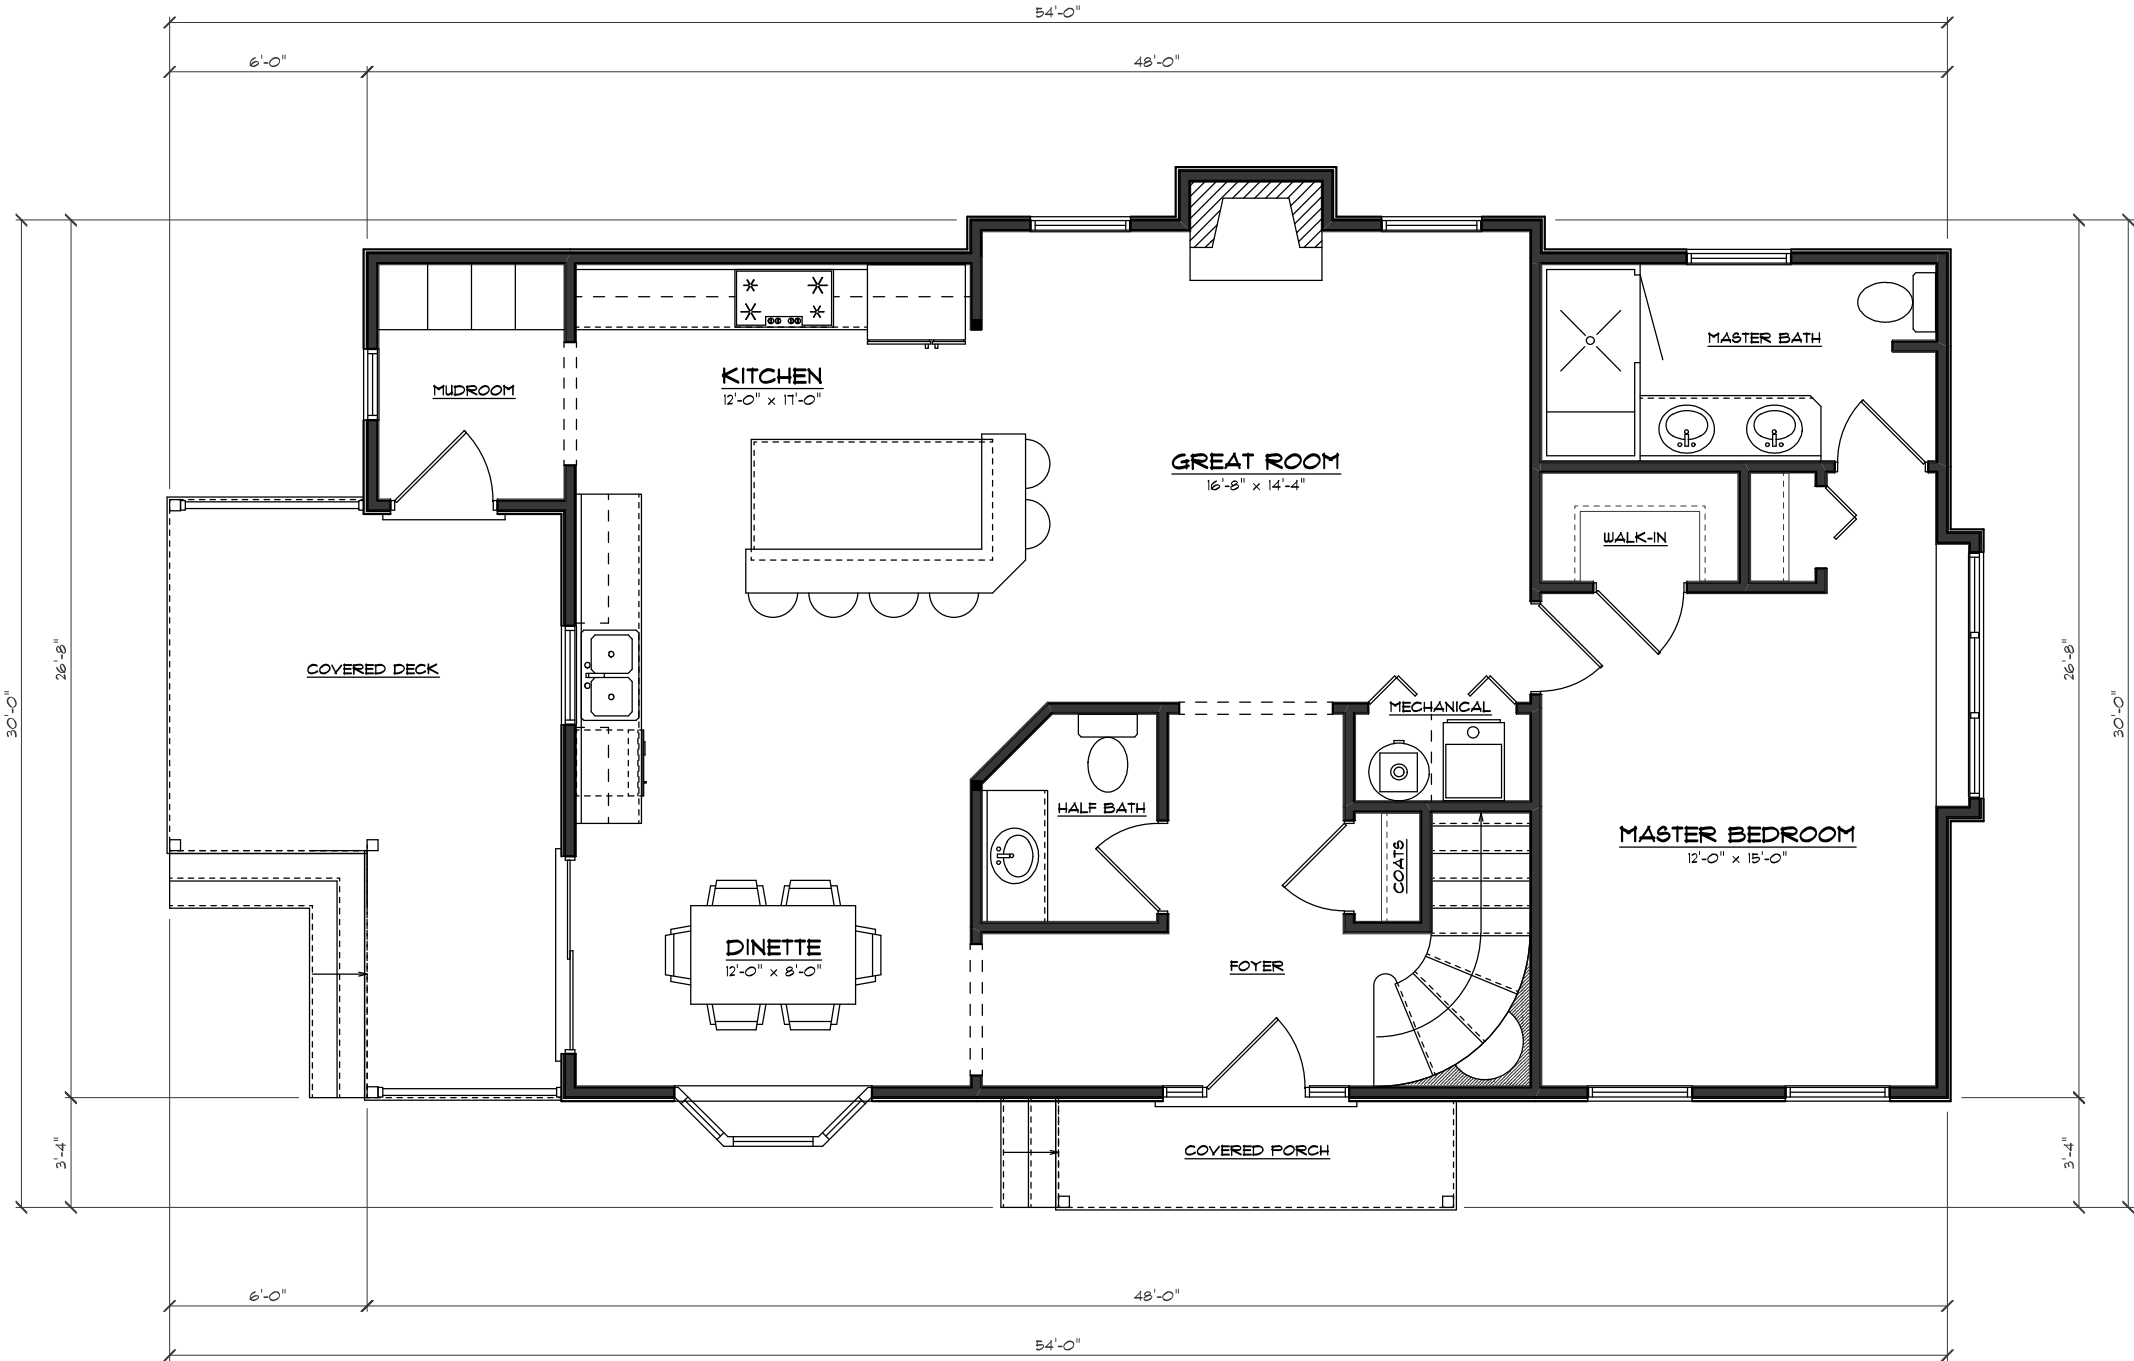 54'-0"
6'-0"
48'-0"
MUDROOM
KITCHEN
12'-0" x 17'-0"
MASTER BATH
GREAT ROOM
16'-8" x 14'-4"
WALK-IN
COVERED DECK
26'-8"
30'-0"
26'-8"
30'-0"
MECHANICAL
HALF BATH
MASTER BEDROOM
12'-0" x 15'-0"
COATS
DINETTE
12'-0" x 8'-0"
FOYER
COVERED PORCH
3'-4"
3'-4"
6'-0"
48'-0"
54'-0"